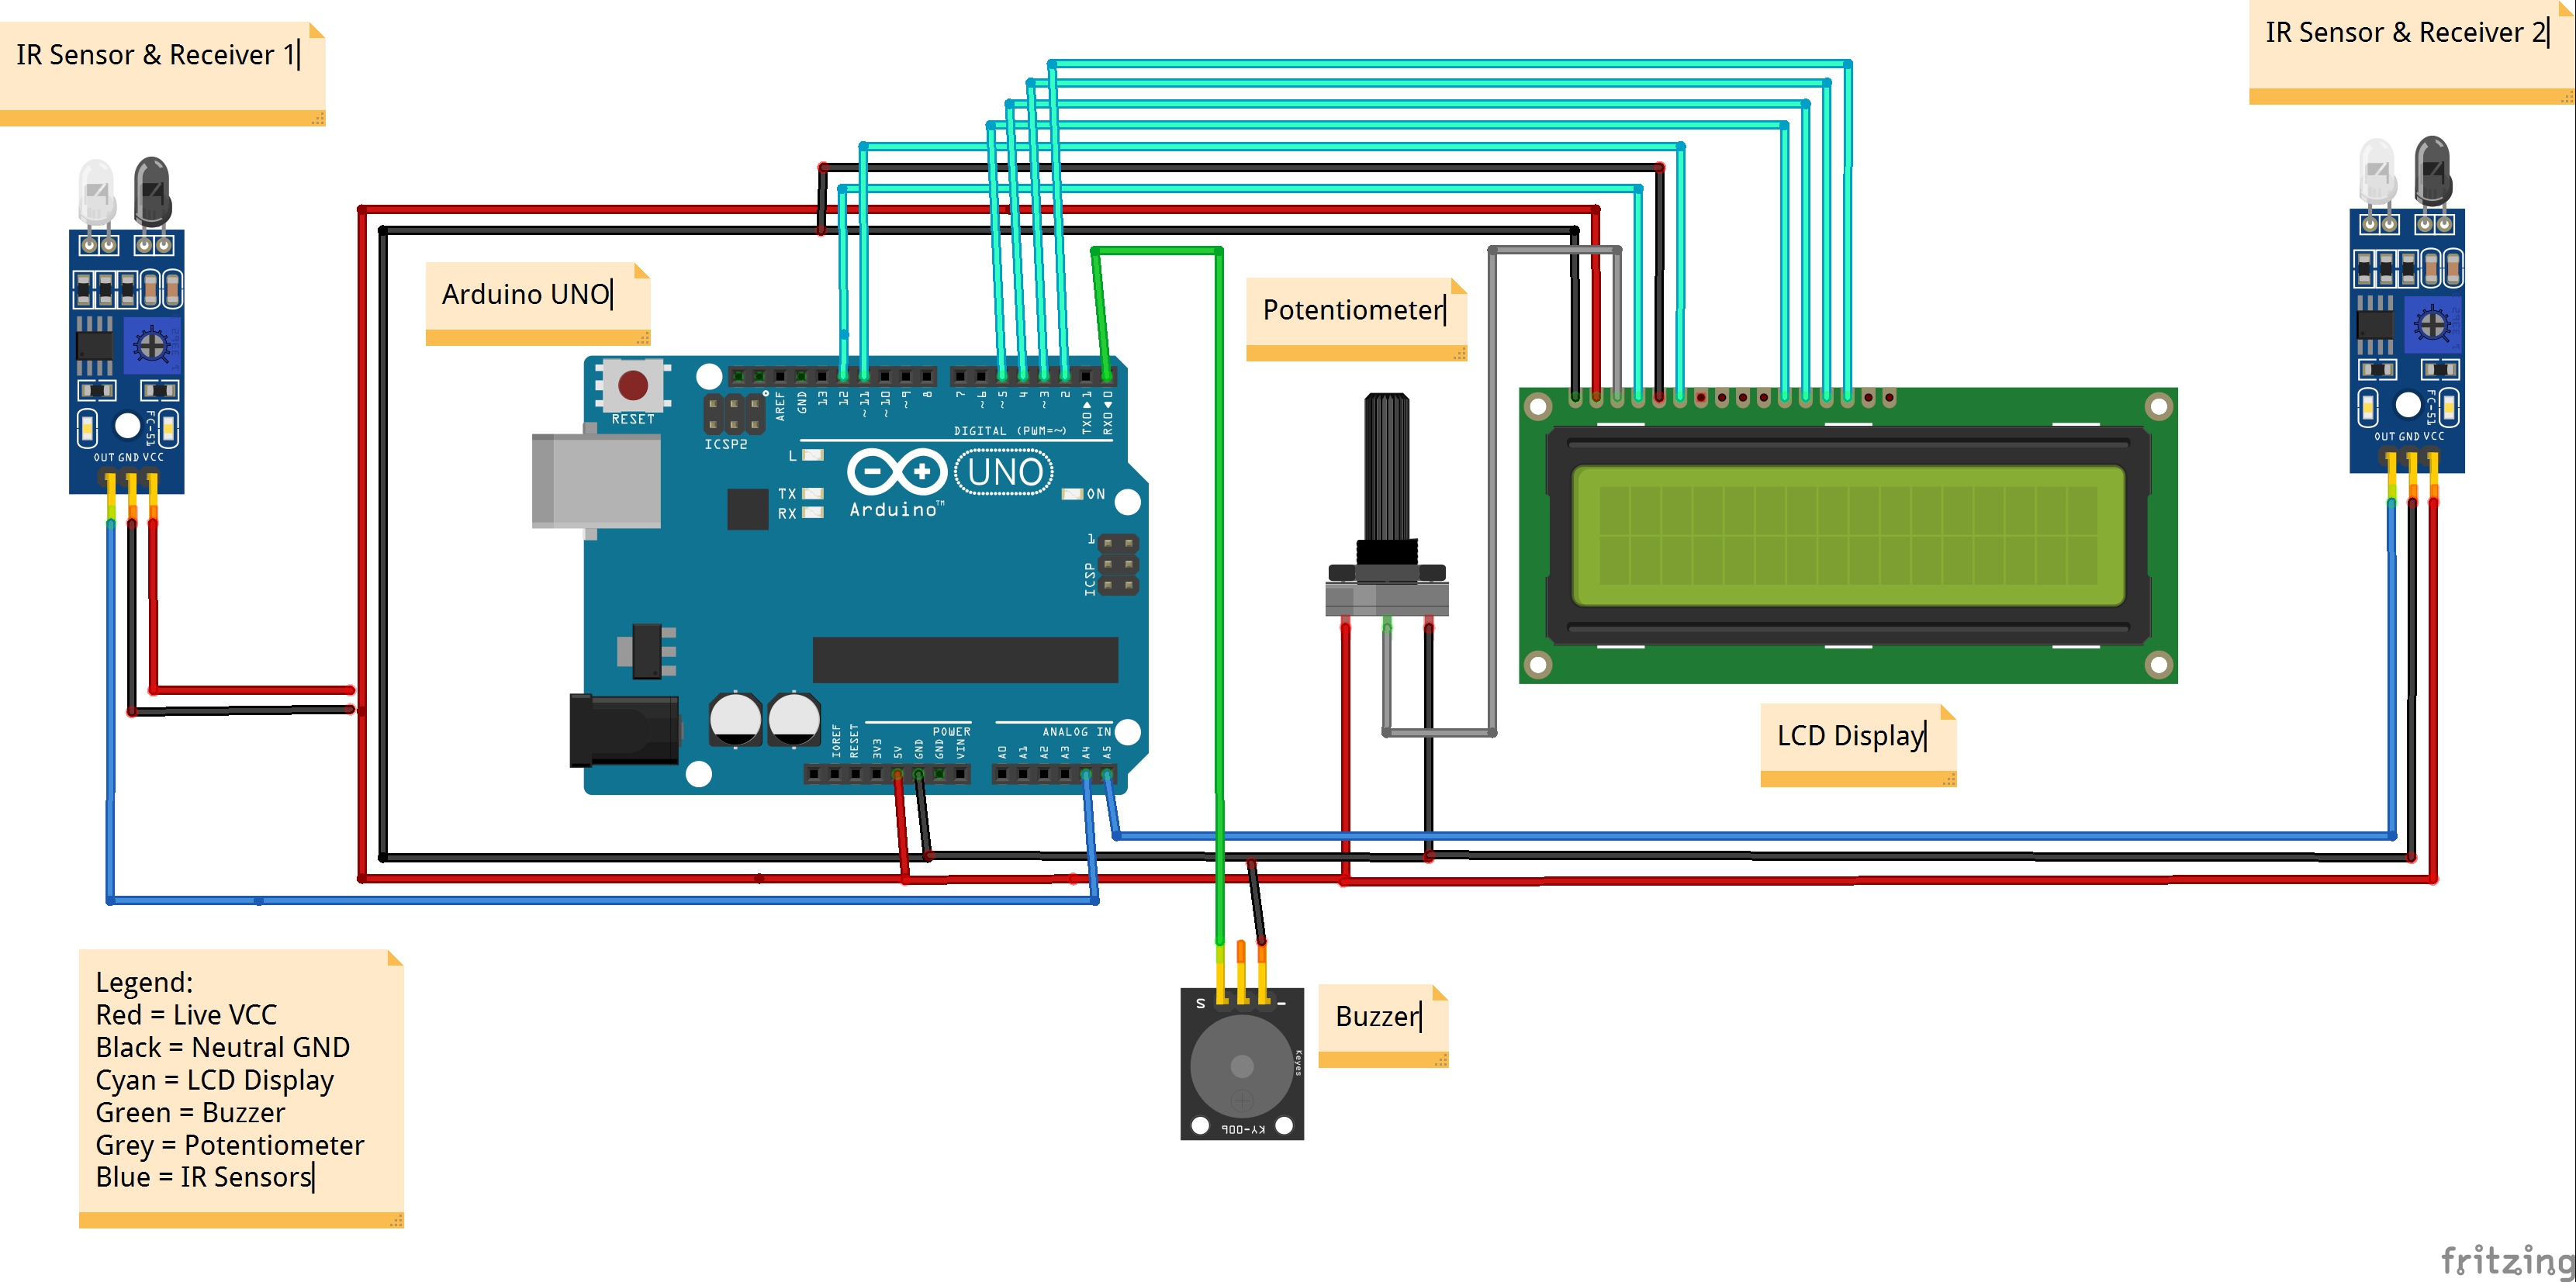 IR Sensor & Receiver 1
IR Sensor & Receiver 2
Arduino UNO
Potentiometer
RESET
ICSP2
AREF
GND
13
12
~11
~10
~9
8
7
~6
~5
4
~3
2
TX0▶1
RX0◀0
DIGITAL (PWM=~)
L
TX
RX
UNO
Arduino™
ON
1
ICSP
FC-51
OUT GND VCC
FC-51
OUT GND VCC
IOREF
RESET
3V3
5V
GND
GND
VIN
POWER
ANALOG IN
A0
A1
A2
A3
A4
A5
LCD Display
Legend:
Red = Live VCC
Black = Neutral GND
Cyan = LCD Display
Green = Buzzer
Grey = Potentiometer
Blue = IR Sensors
S
–
Keyes
KY-006
Buzzer
fritzing